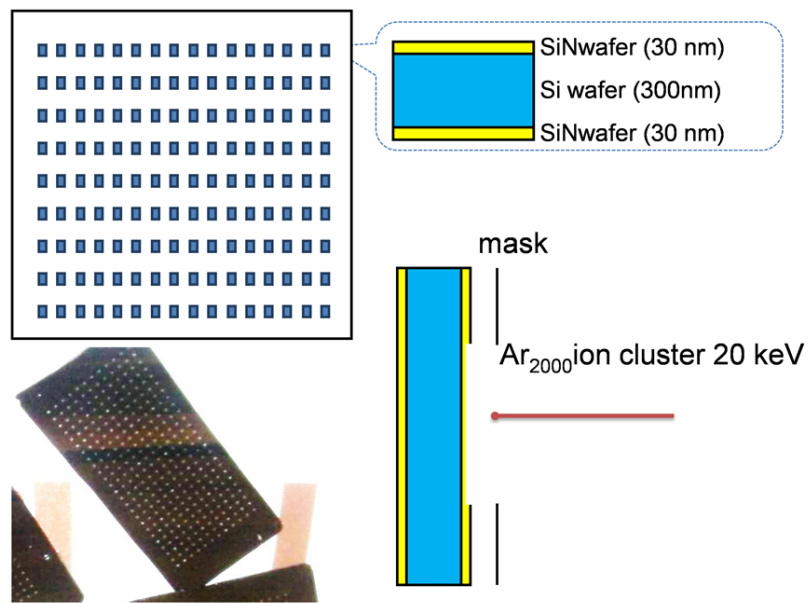 SiNwafer (30 nm)
Si wafer (300nm)
SiNwafer (30 nm)
mask
Ar2000ion cluster 20 keV